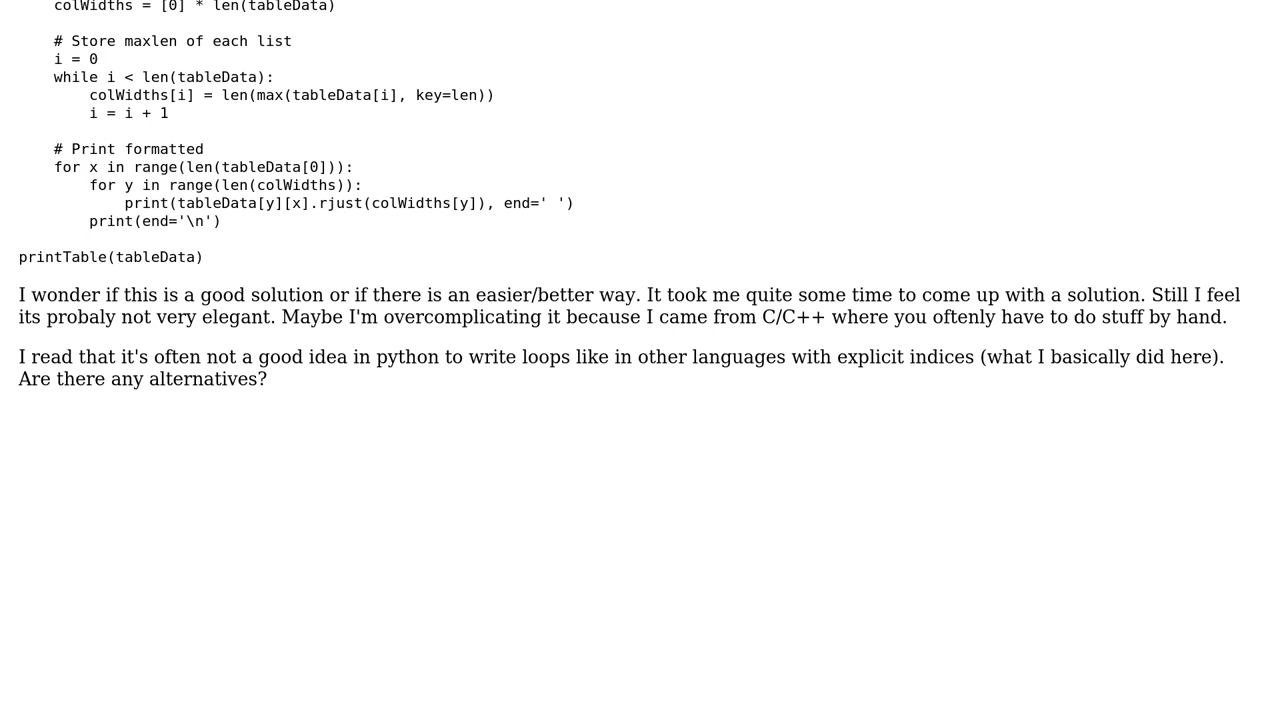 colWidths = [0] * len(tableData)

    # Store maxlen of each list
    i = 0
    while i < len(tableData):
        colWidths[i] = len(max(tableData[i], key=len))
        i = i + 1

    # Print formatted
    for x in range(len(tableData[0])):
        for y in range(len(colWidths)):
            print(tableData[y][x].rjust(colWidths[y]), end=' ')
        print(end='\n')

printTable(tableData)

I wonder if this is a good solution or if there is an easier/better way. It took me quite some time to come up with a solution. Still I feel
its probaly not very elegant. Maybe I'm overcomplicating it because I came from C/C++ where you oftenly have to do stuff by hand.

I read that it's often not a good idea in python to write loops like in other languages with explicit indices (what I basically did here).
Are there any alternatives?